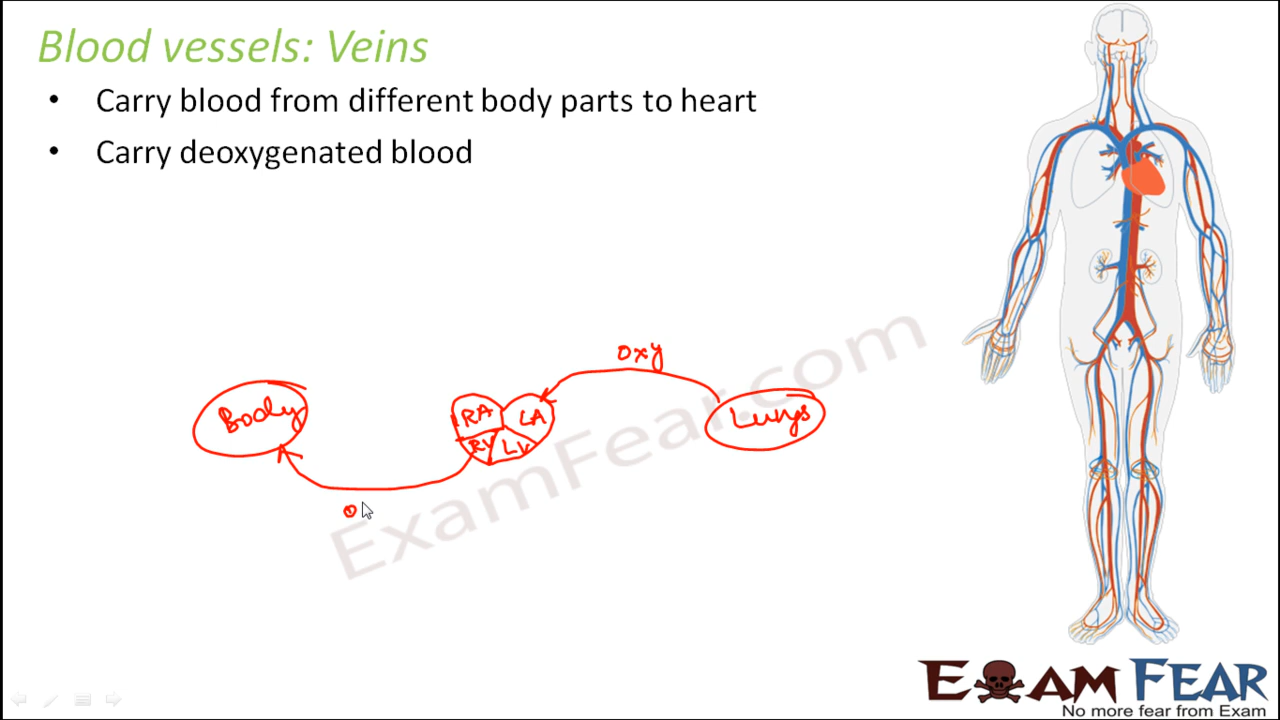 Blood vessels: Veins
• Carry blood from different body parts to heart
• Carry deoxygenated blood
oxy
Body
RA LA
RV LV
Lungs
o
ExamFear.com
EXAM FEAR
No more fear from Exam